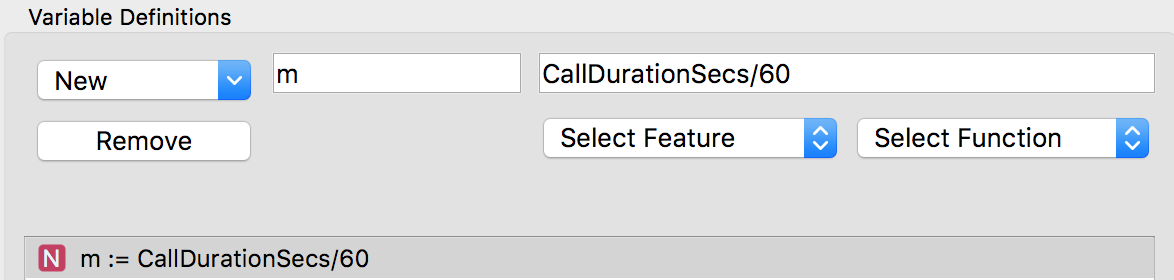 Variable Definitions
New m CallDurationSecs/60
Remove Select Feature Select Function
N m := CallDurationSecs/60